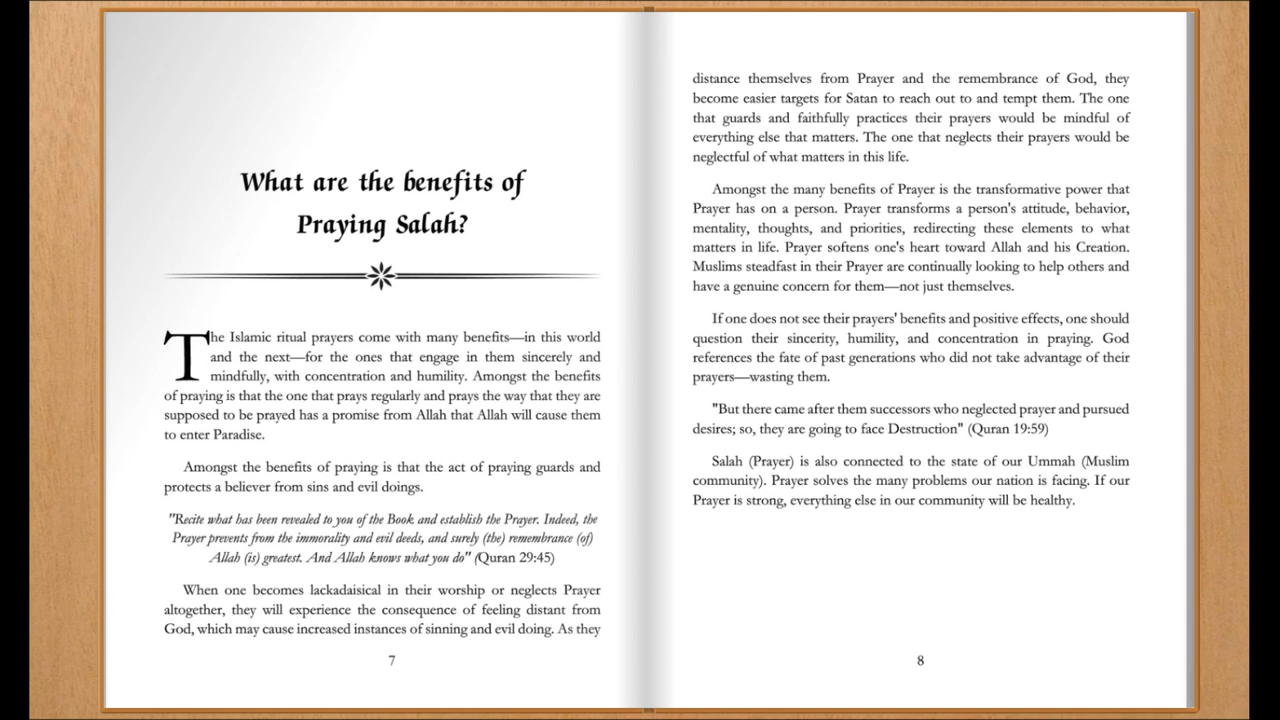 What are the benefits of
Praying Salah?
The Islamic ritual prayers come with many benefits—in this world
and the next—for the ones that engage in them sincerely and
mindfully, with concentration and humility. Amongst the benefits
of praying is that the one that prays regularly and prays the way that they are
supposed to be prayed has a promise from Allah that Allah will cause them
to enter Paradise.
Amongst the benefits of praying is that the act of praying guards and
protects a believer from sins and evil doings.
"Recite what has been revealed to you of the Book and establish the Prayer. Indeed, the
Prayer prevents from the immorality and evil deeds, and surely (the) remembrance (of)
Allah (is) greatest. And Allah knows what you do" (Quran 29:45)
When one becomes lackadaisical in their worship or neglects Prayer
altogether, they will experience the consequence of feeling distant from
God, which may cause increased instances of sinning and evil doing. As they
7
distance themselves from Prayer and the remembrance of God, they
become easier targets for Satan to reach out to and tempt them. The one
that guards and faithfully practices their prayers would be mindful of
everything else that matters. The one that neglects their prayers would be
neglectful of what matters in this life.
Amongst the many benefits of Prayer is the transformative power that
Prayer has on a person. Prayer transforms a person's attitude, behavior,
mentality, thoughts, and priorities, redirecting these elements to what
matters in life. Prayer softens one's heart toward Allah and his Creation.
Muslims steadfast in their Prayer are continually looking to help others and
have a genuine concern for them—not just themselves.
If one does not see their prayers' benefits and positive effects, one should
question their sincerity, humility, and concentration in praying. God
references the fate of past generations who did not take advantage of their
prayers—wasting them.
"But there came after them successors who neglected prayer and pursued
desires; so, they are going to face Destruction" (Quran 19:59)
Salah (Prayer) is also connected to the state of our Ummah (Muslim
community). Prayer solves the many problems our nation is facing. If our
Prayer is strong, everything else in our community will be healthy.
8